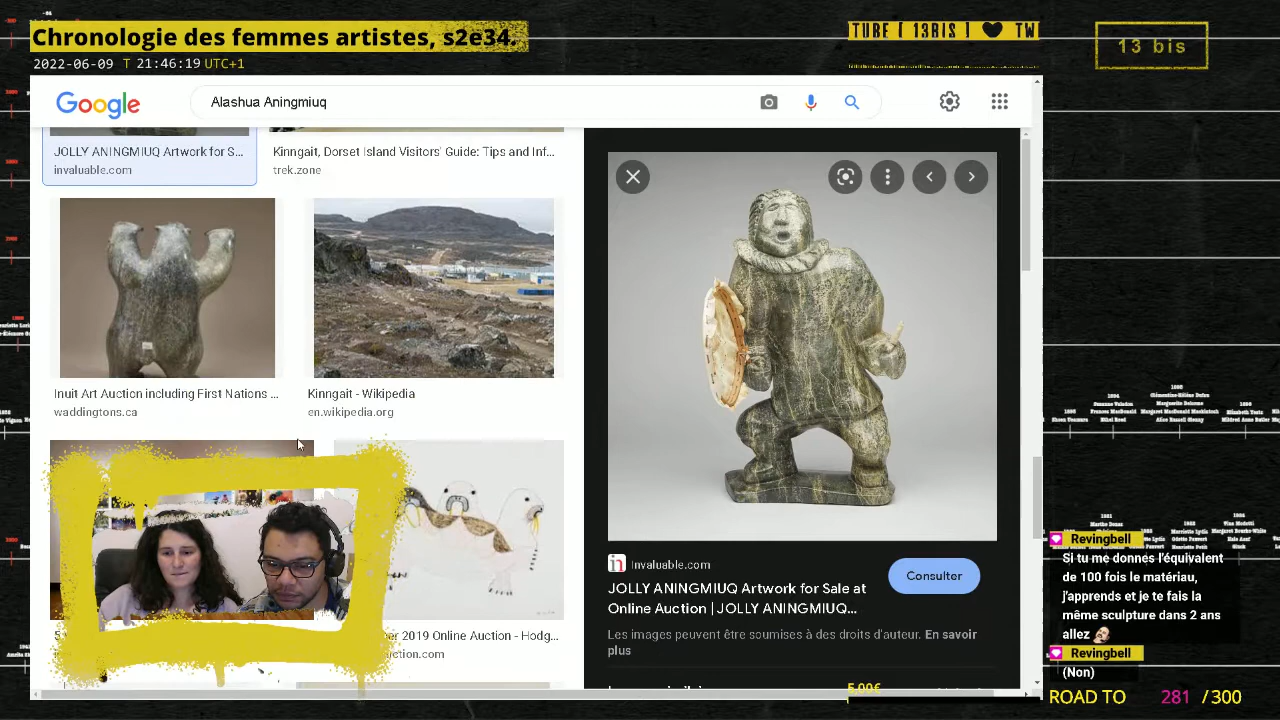 Chronologie des femmes artistes, s2e34.
TUBE [ 13BIS ] TW
13 bis
2022-06-09 T 21:46:19 UTC+1
Google
Alashua Aningmiuq
JOLLY ANINGMIUQ Artwork for S...
invaluable.com
Kinngait, Dorset Island Visitors' Guide: Tips and Inf...
trek.zone
Inuit Art Auction including First Nations ...
waddingtons.ca
Kinngait - Wikipedia
en.wikipedia.org
er 2019 Online Auction - Hodg...
ction.com
Invaluable.com
JOLLY ANINGMIUQ Artwork for Sale at
Online Auction | JOLLY ANINGMIUQ...
Consulter
Les images peuvent être soumises à des droits d'auteur. En savoir
plus
5,00€
Revingbell
Si tu me donnes l'équivalent
de 100 fois le matériau,
j'apprends et je te fais la
même sculpture dans 2 ans
allez
Revingbell
(Non)
ROAD TO 281 / 300